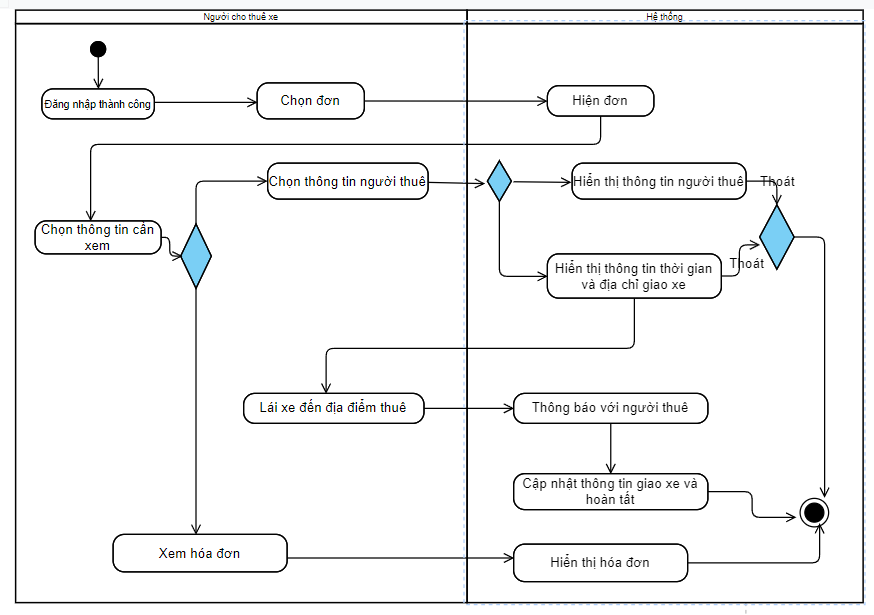 Người cho thuê xe
Hệ thống
Đăng nhập thành công
Chọn đơn
Hiện đơn
Chọn thông tin người thuê
Hiển thị thông tin người thuê
Thoát
Chọn thông tin cần
xem
Hiển thị thông tin thời gian
và địa chỉ giao xe
Thoát
Lái xe đến địa điểm thuê
Thông báo với người thuê
Cập nhật thông tin giao xe và
hoàn tất
Xem hóa đơn
Hiển thị hóa đơn